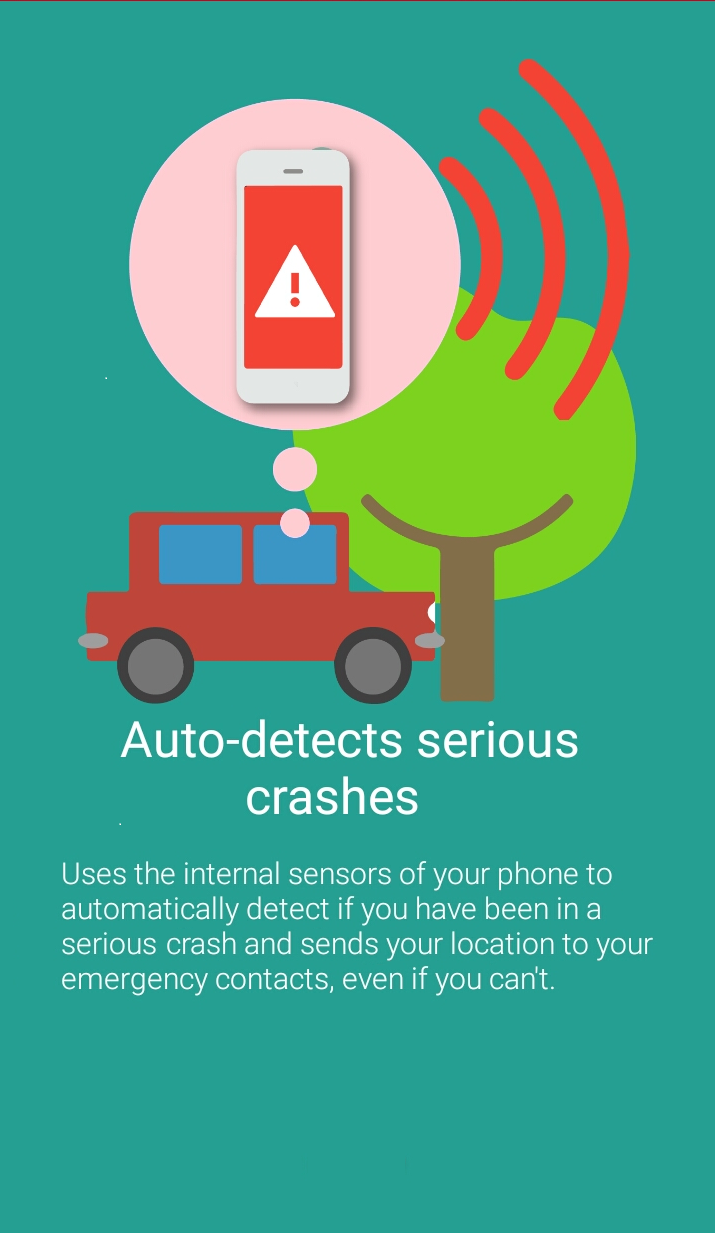 Auto-detects serious
crashes
Uses the internal sensors of your phone to
automatically detect if you have been in a
serious crash and sends your location to your
emergency contacts, even if you can't.